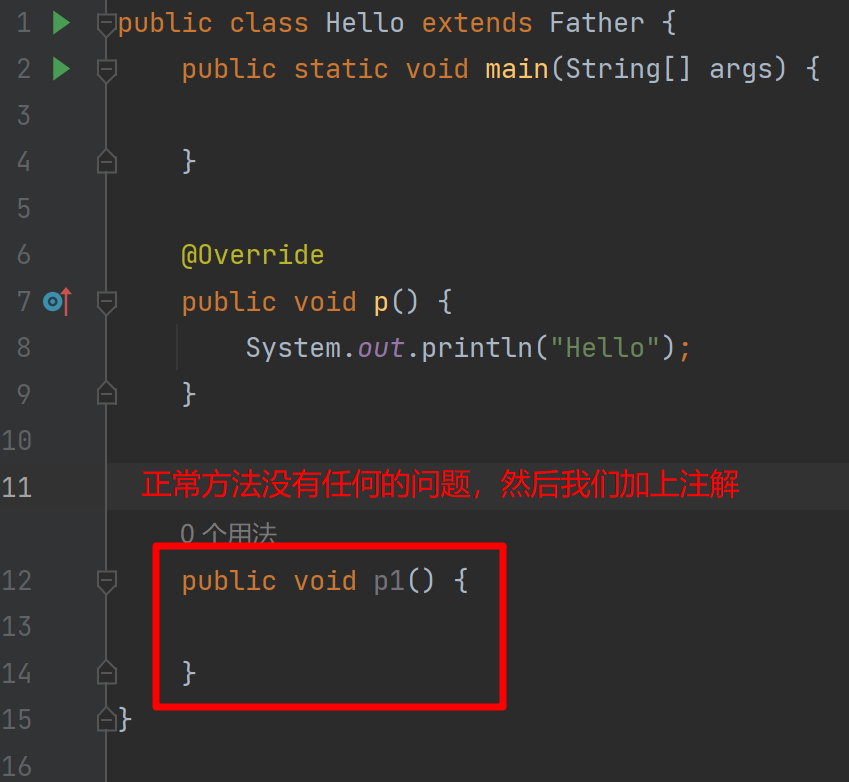 1 public class Hello extends Father {
2 public static void main(String[] args) {
3
4 }
5
6 @Override
7 public void p() {
8 System.out.println("Hello");
9 }
10
11 正常方法没有任何的问题，然后我们加上注解
0 个用法
12 public void p1() {
13
14 }
15 }
16